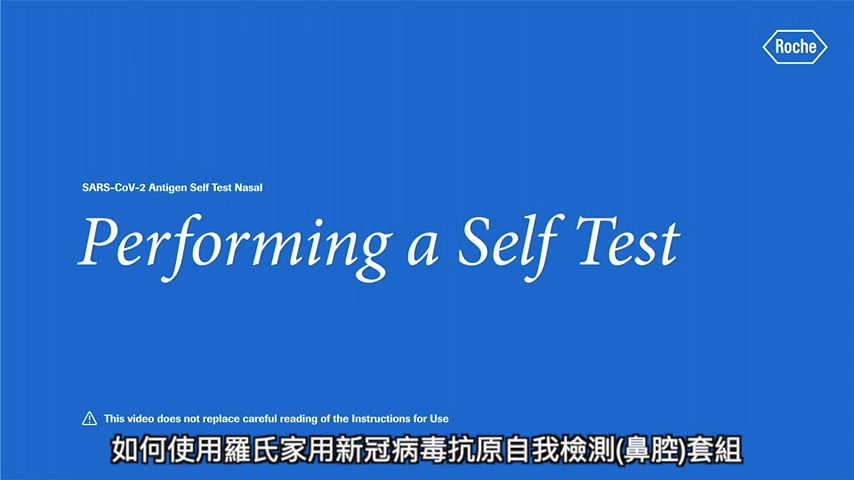 Roche
SARS-CoV-2 Antigen Self Test Nasal
Performing a Self Test
This video does not replace careful reading of the Instructions for Use
如何使用羅氏家用新冠病毒抗原自我檢測(鼻腔)套組